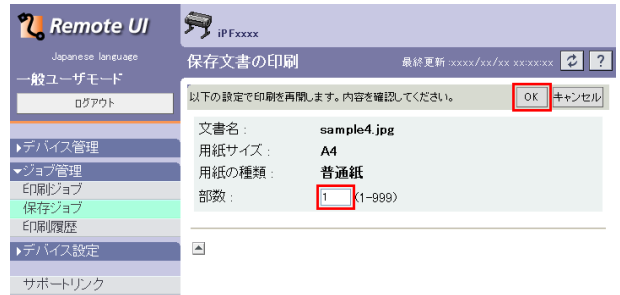 Remote UI
Japanese language
一般ユーザモード
ログアウト
▶デバイス管理
▼ジョブ管理
印刷ジョブ
保存ジョブ
印刷履歴
▶デバイス設定
サポートリンク
iPFxxxx
保存文書の印刷
最終更新:xxxx/xx/xx xx:xx:xx
?
以下の設定で印刷を再開します。内容を確認してください。
OK
キャンセル
文書名:
sample4.jpg
用紙サイズ:
A4
用紙の種類:
普通紙
部数:
1
(1-999)